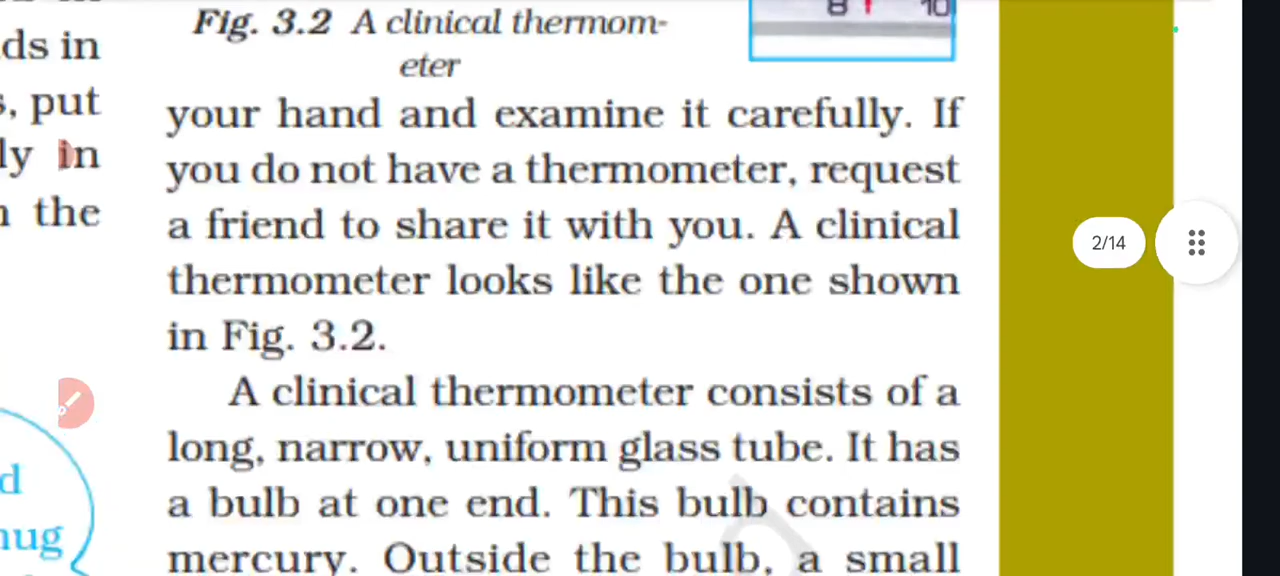 Fig. 3.2 A clinical thermom-
eter
8 10
ds in
, put
ly in
the
your hand and examine it carefully. If
you do not have a thermometer, request
a friend to share it with you. A clinical
thermometer looks like the one shown
in Fig. 3.2.
A clinical thermometer consists of a
long, narrow, uniform glass tube. It has
a bulb at one end. This bulb contains
mercury. Outside the bulb, a small
d
ug
2/14